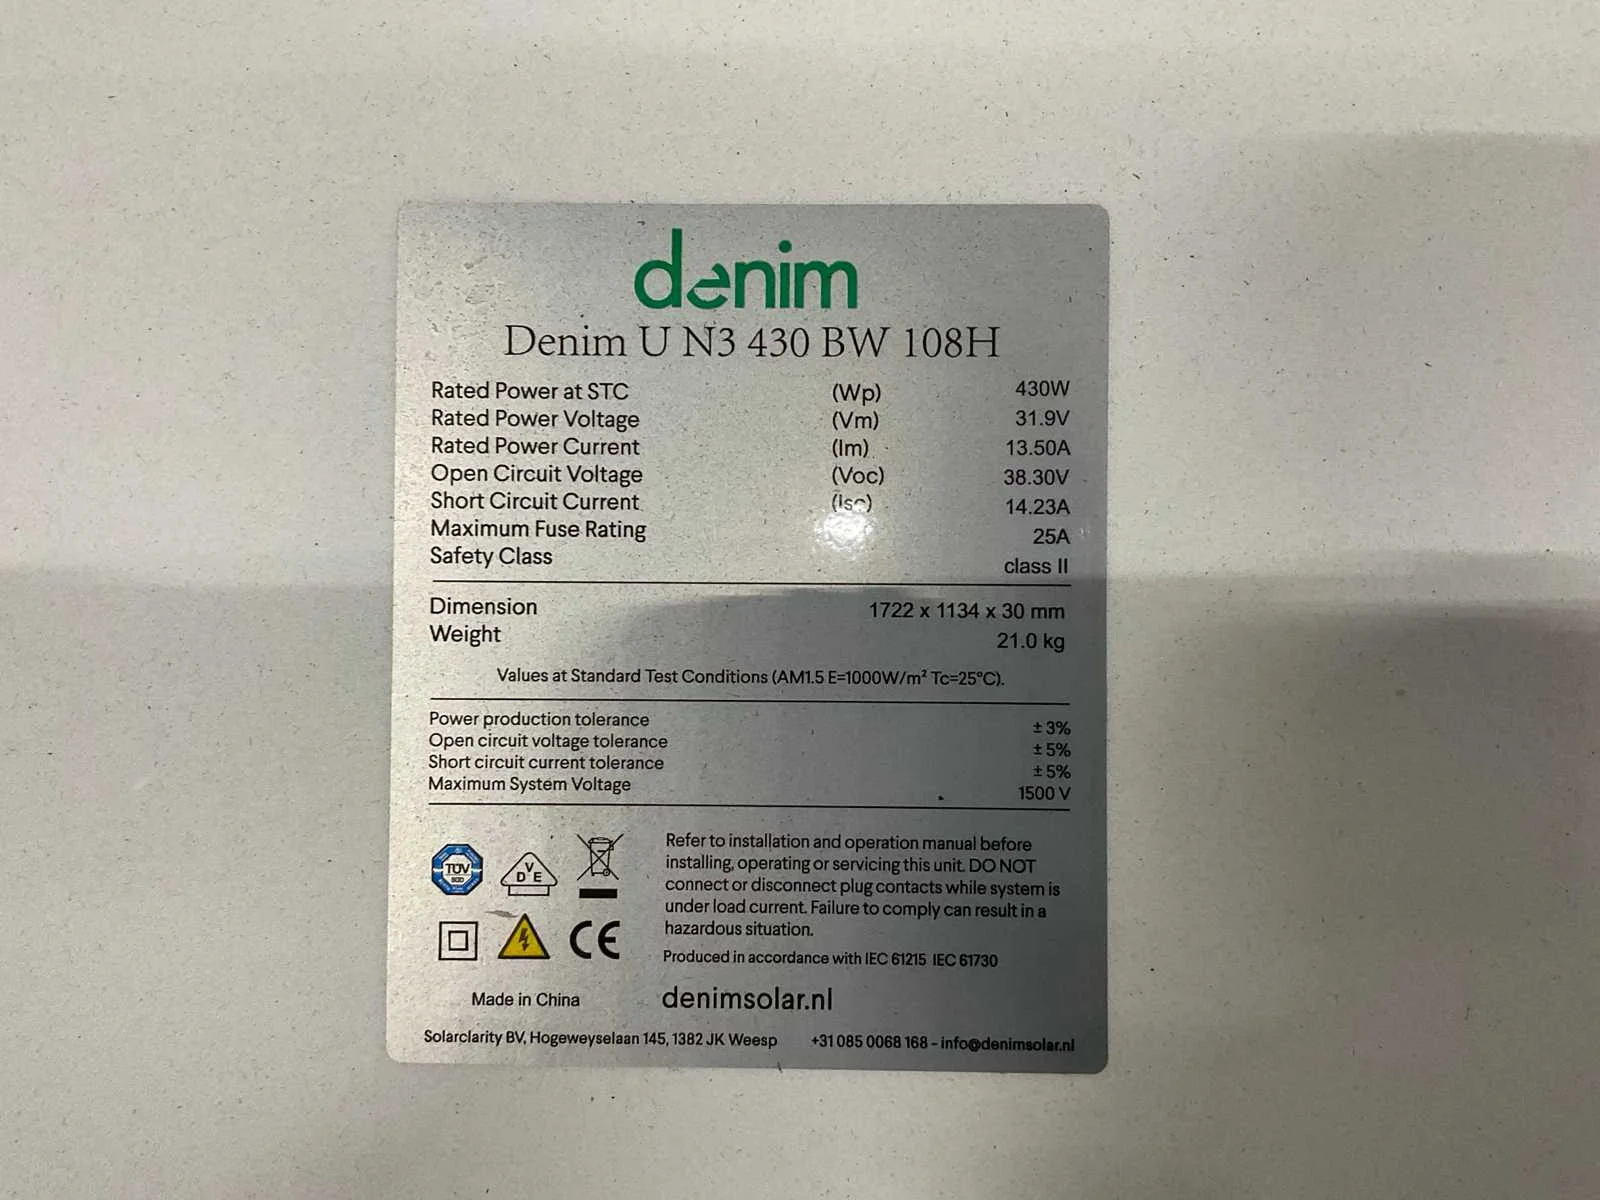 denim
Denim U N3 430 BW 108H
Rated Power at STC (Wp) 430W
Rated Power Voltage (Vm) 31.9V
Rated Power Current (Im) 13.50A
Open Circuit Voltage (Voc) 38.30V
Short Circuit Current (Isc) 14.23A
Maximum Fuse Rating 25A
Safety Class class II
Dimension 1722 x 1134 x 30 mm
Weight 21.0 kg
Values at Standard Test Conditions (AM1.5 E=1000W/m² Tc=25°C).
Power production tolerance ± 3%
Open circuit voltage tolerance ± 5%
Short circuit current tolerance ± 5%
Maximum System Voltage 1500 V
Refer to installation and operation manual before
installing, operating or servicing this unit. DO NOT
connect or disconnect plug contacts while system is
under load current. Failure to comply can result in a
hazardous situation.
Produced in accordance with IEC 61215 IEC 61730
TÜV
VDE
CE
Made in China
denimsolar.nl
Solarclarity BV, Hogeweyselaan 145, 1382 JK Weesp +31 085 0068 168 - info@denimsolar.nl